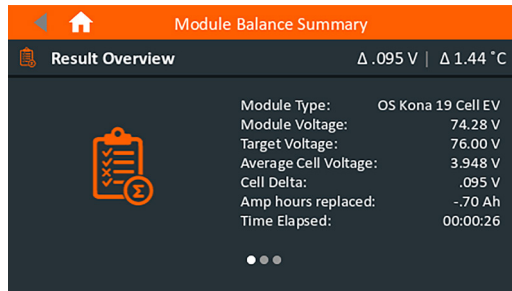 Module Balance Summary
Result Overview Δ .095 V | Δ 1.44 °C
Module Type: OS Kona 19 Cell EV
Module Voltage: 74.28 V
Target Voltage: 76.00 V
Average Cell Voltage: 3.948 V
Cell Delta: .095 V
Amp hours replaced: -.70 Ah
Time Elapsed: 00:00:26
Σ